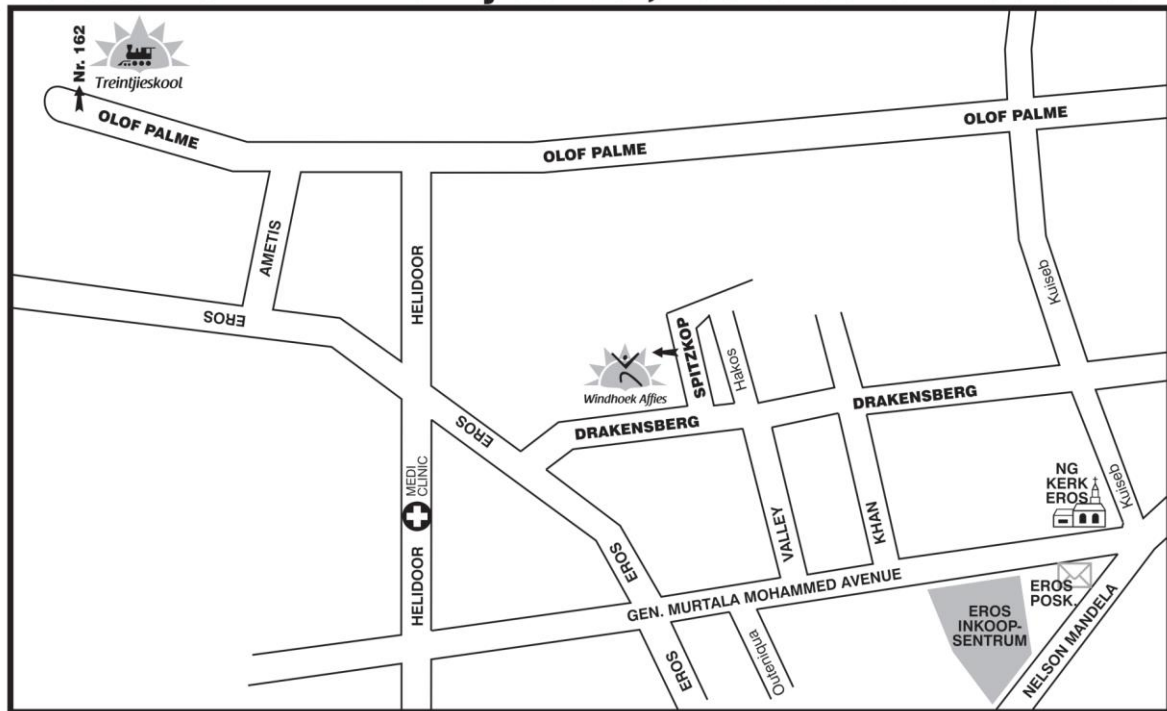 Nr. 162
Treintjieskool
OLOF PALME
OLOF PALME
OLOF PALME
AMETIS
HELIDOOR
Kuiseb
EROS
SPITZKOP
Hakos
Windhoek Affies
DRAKENSBERG
DRAKENSBERG
EROS
MEDI
CLINIC
NG
KERK
EROS
Kuiseb
VALLEY
KHAN
HELIDOOR
EROS
GEN. MURTALA MOHAMMED AVENUE
EROS
POSK.
EROS
INKOOP-
SENTRUM
NELSON MANDELA
EROS
Outeniqua